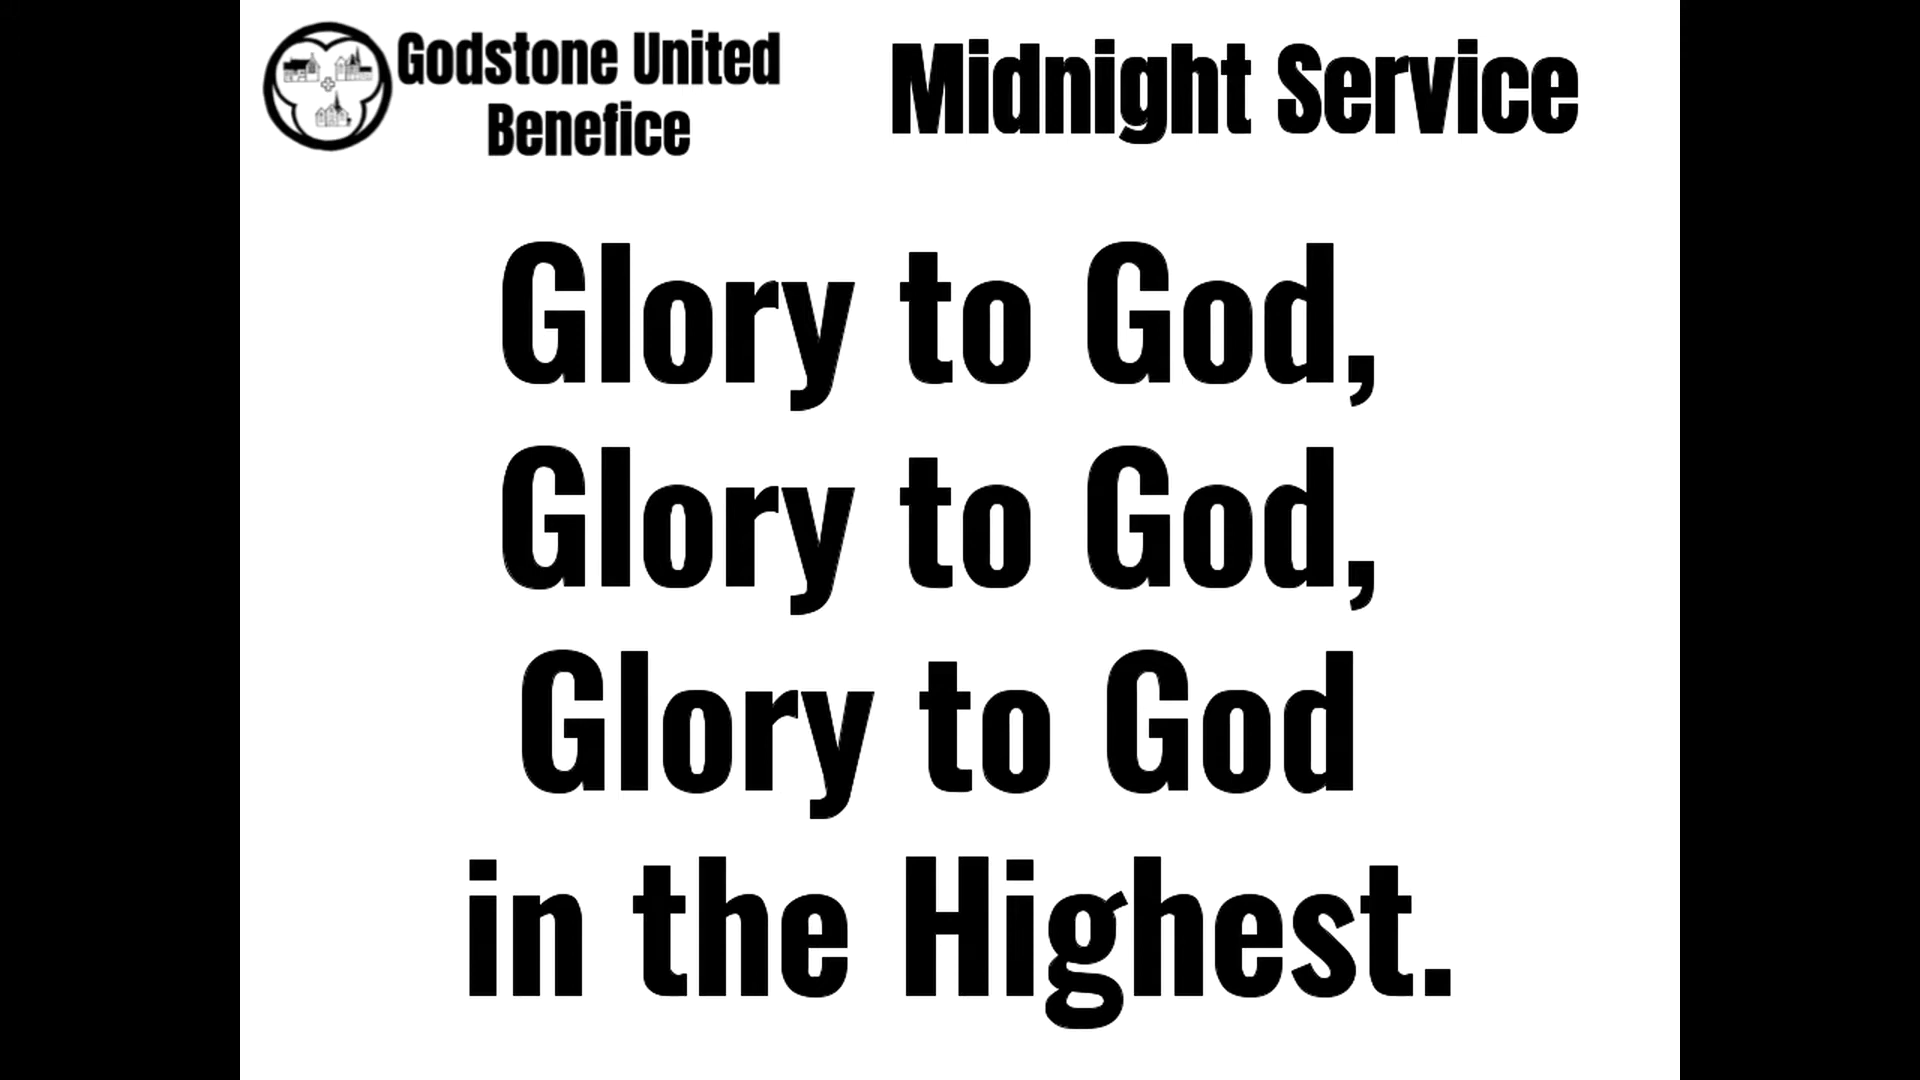 Godstone United
Benefice
Midnight Service
Glory to God,
Glory to God,
Glory to God
in the Highest.